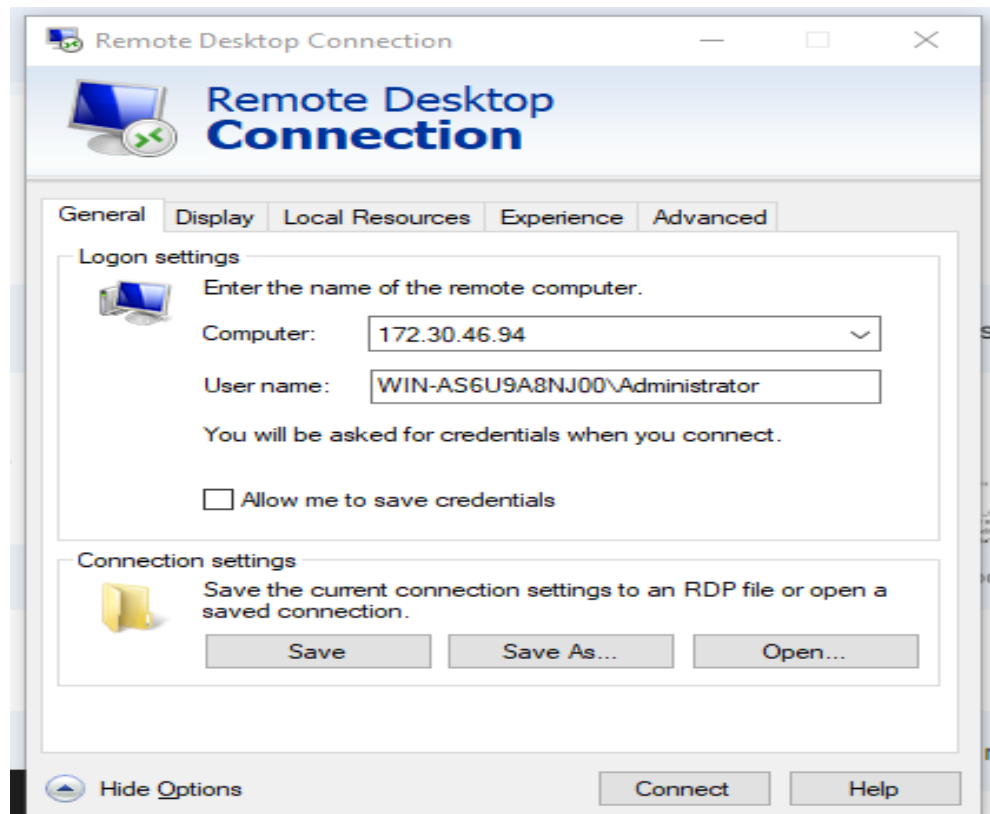 Remote Desktop Connection
Remote Desktop
Connection
General Display Local Resources Experience Advanced
Logon settings
Enter the name of the remote computer.
Computer: 172.30.46.94
User name: WIN-AS6U9A8NJ00\Administrator
You will be asked for credentials when you connect.
Allow me to save credentials
Connection settings
Save the current connection settings to an RDP file or open a
saved connection.
Save Save As... Open...
Hide Options Connect Help